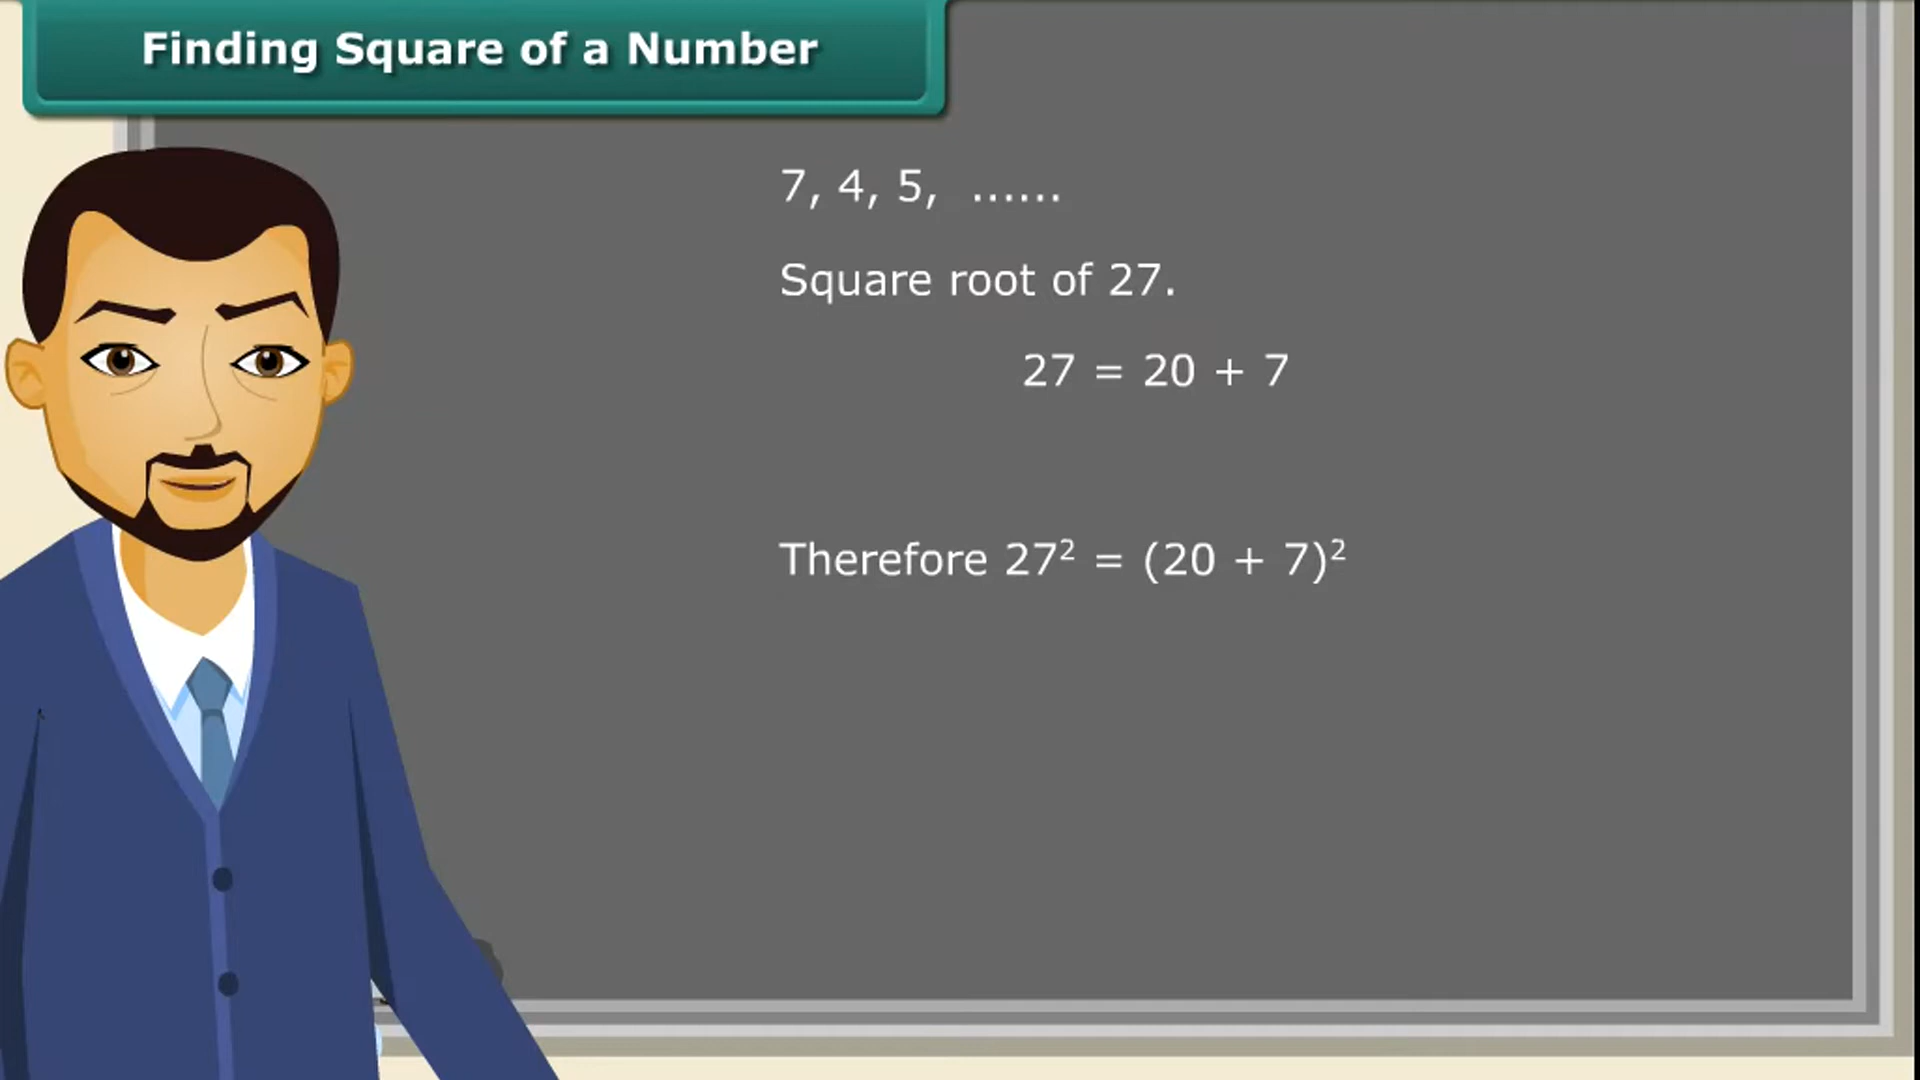 Finding Square of a Number
7, 4, 5, ......
Square root of 27.
27 = 20 + 7
Therefore 27² = (20 + 7)²